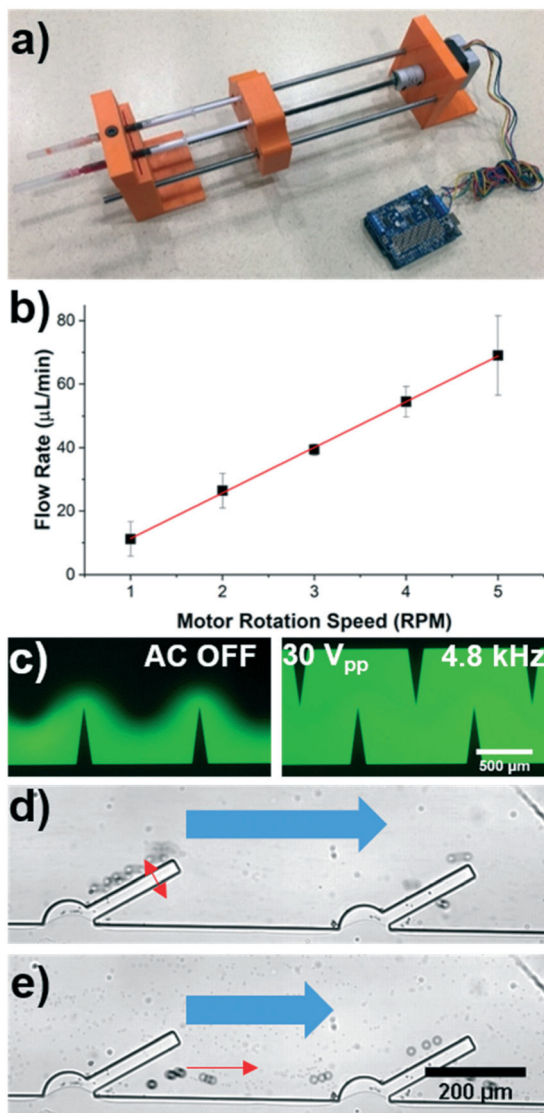 a)
b)
80
60
40
20
0
Flow Rate (µL/min)
1 2 3 4 5
Motor Rotation Speed (RPM)
c) AC OFF 30 Vpp 4.8 kHz
500 µm
d)
e)
200 µm